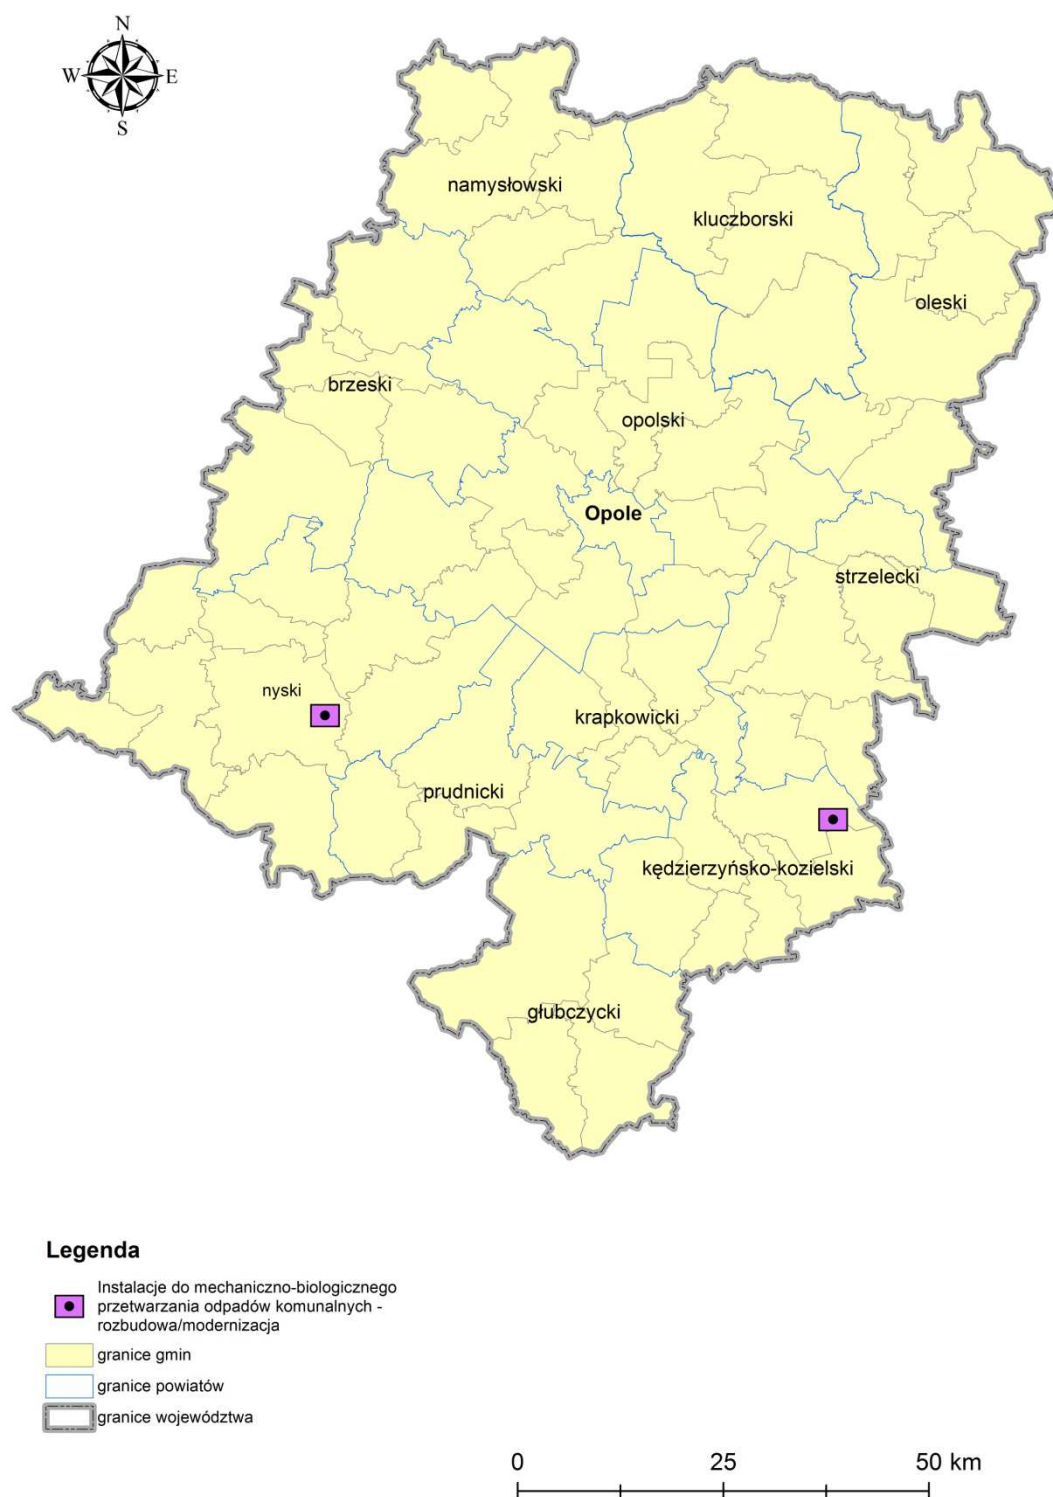 N
W E
S
namysłowski
kluczborski
oleski
brzeski
opolski
Opole
strzelecki
nyski
krapkowicki
prudnicki
kędzierzyńsko-kozielski
głubczycki
Legenda
Instalacje do mechaniczno-biologicznego
przetwarzania odpadów komunalnych -
rozbudowa/modernizacja
granice gmin
granice powiatów
granice województwa
0 25 50 km